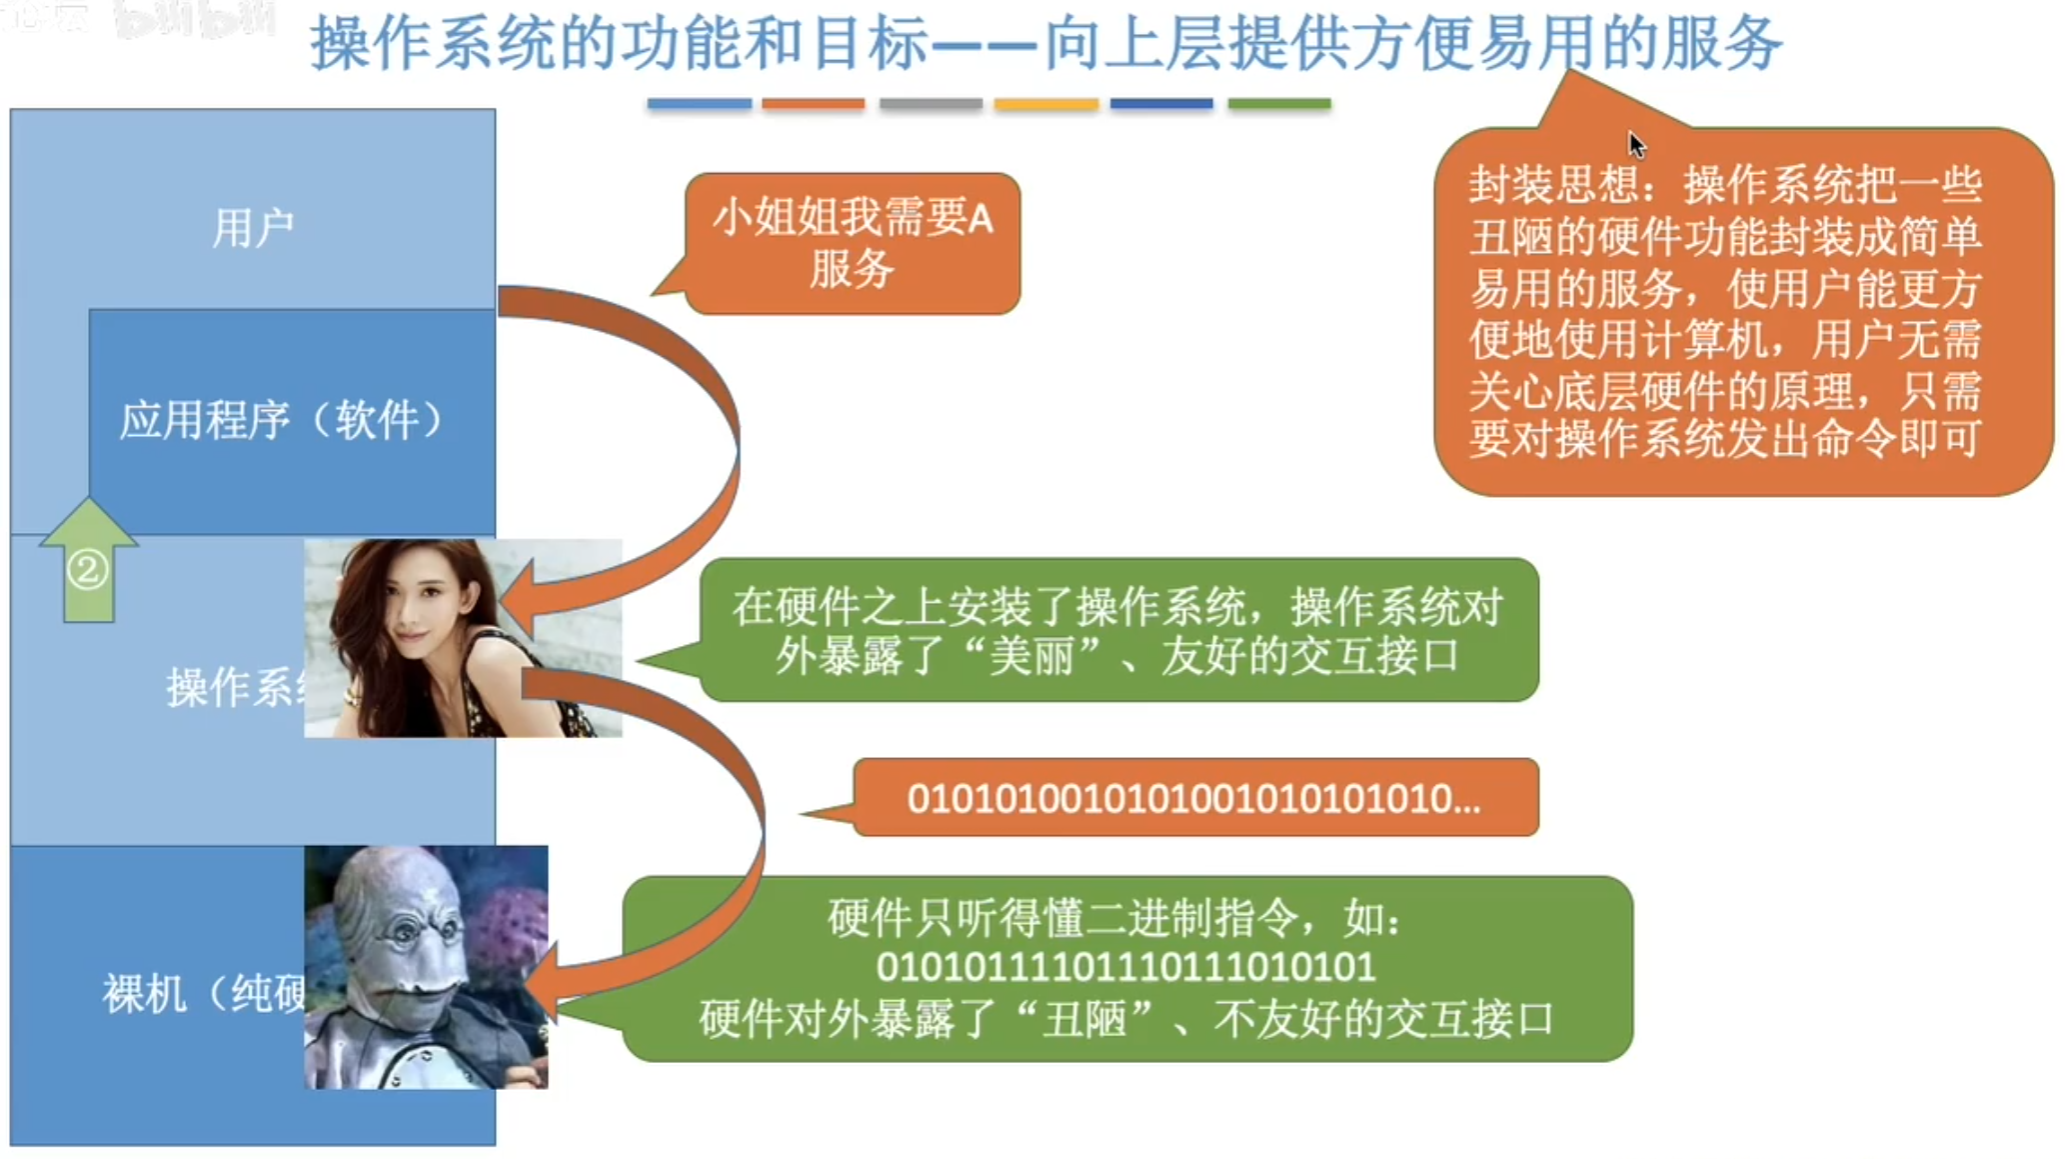 操作系统的功能和目标——向上层提供方便易用的服务
bilibili
用户
应用程序（软件）
②
操作系
裸机（纯硬
小姐姐我需要A
服务
封装思想：操作系统把一些
丑陋的硬件功能封装成简单
易用的服务，使用户能更方
便地使用计算机，用户无需
关心底层硬件的原理，只需
要对操作系统发出命令即可
在硬件之上安装了操作系统，操作系统对
外暴露了“美丽”、友好的交互接口
0101010010101001010101010...
硬件只听得懂二进制指令，如：
01010111101110111010101
硬件对外暴露了“丑陋”、不友好的交互接口